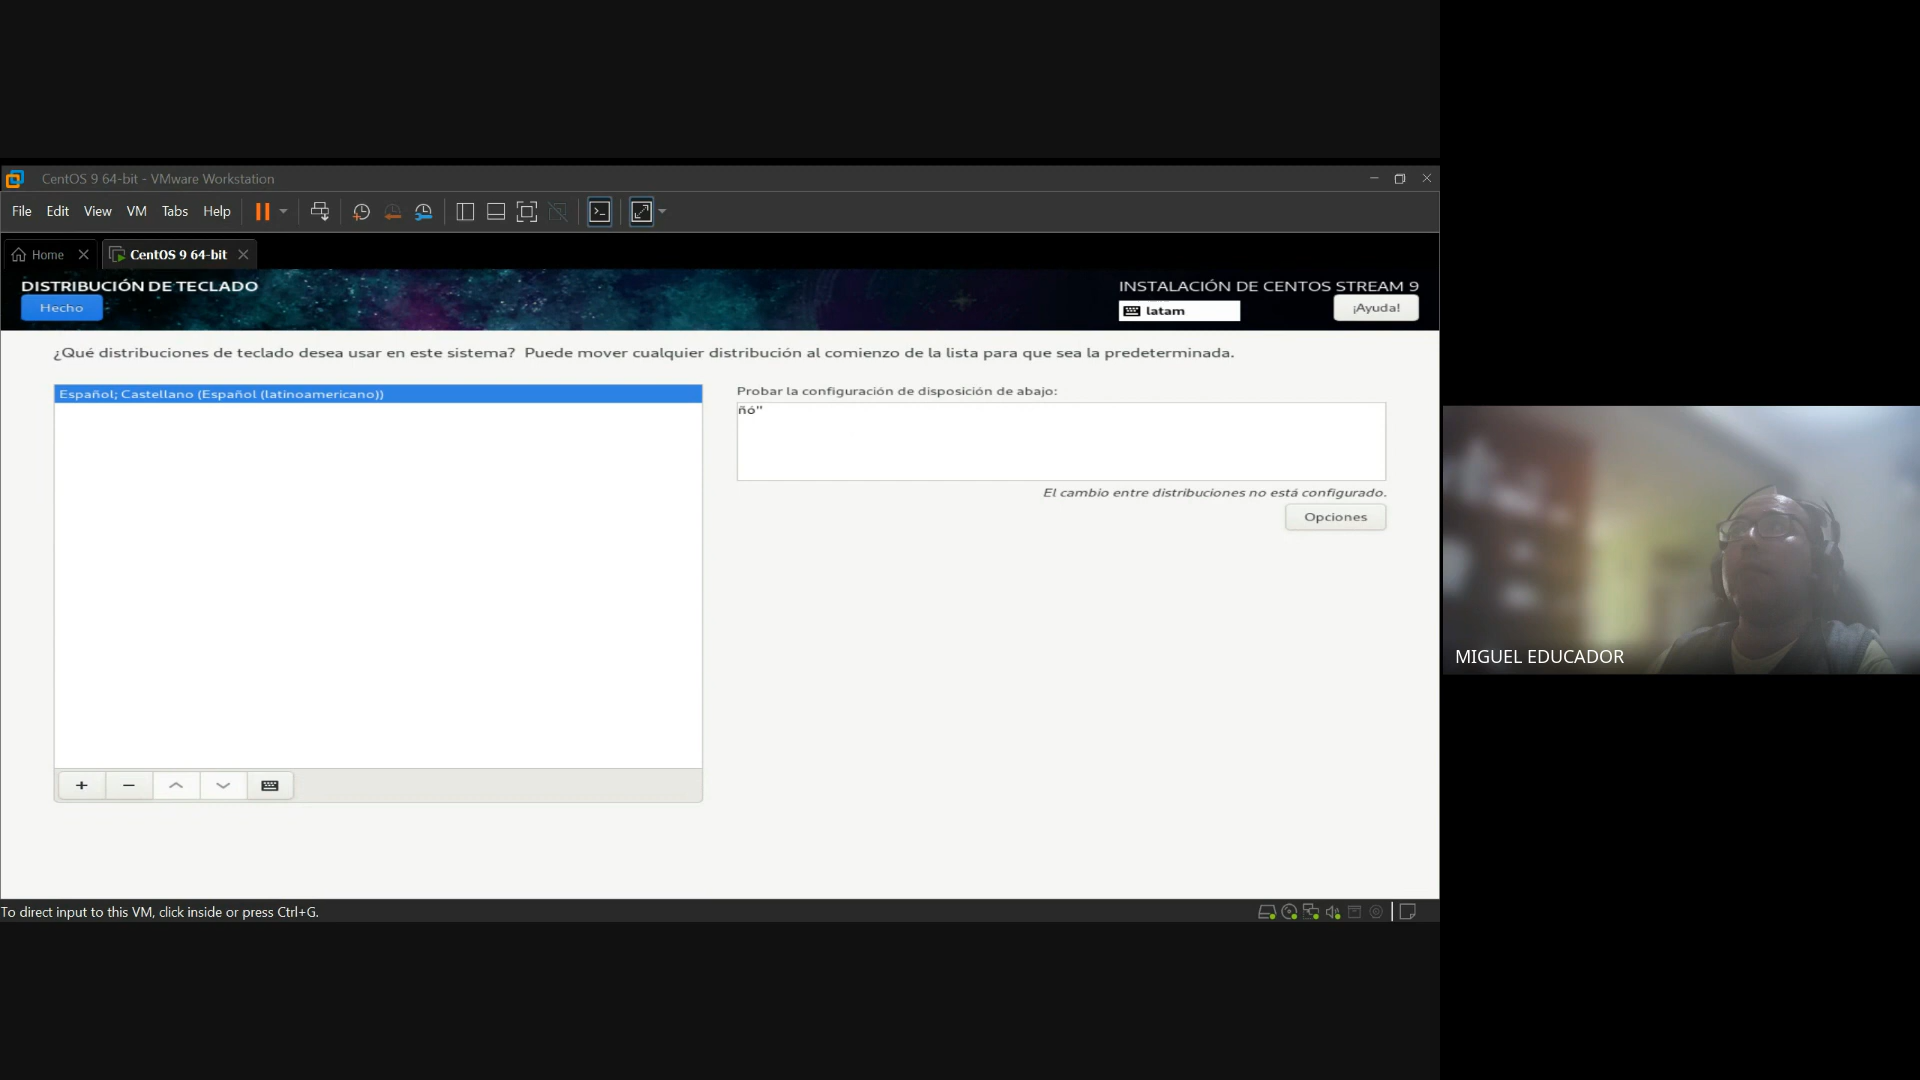 CentOS 9 64-bit - VMware Workstation
File Edit View VM Tabs Help
Home
CentOS 9 64-bit
DISTRIBUCIÓN DE TECLADO
INSTALACIÓN DE CENTOS STREAM 9
Hecho
latam
¡Ayuda!
¿Qué distribuciones de teclado desea usar en este sistema? Puede mover cualquier distribución al comienzo de la lista para que sea la predeterminada.
Español; Castellano (Español (latinoamericano))
Probar la configuración de disposición de abajo:
ñó"
El cambio entre distribuciones no está configurado.
Opciones
MIGUEL EDUCADOR
To direct input to this VM, click inside or press Ctrl+G.